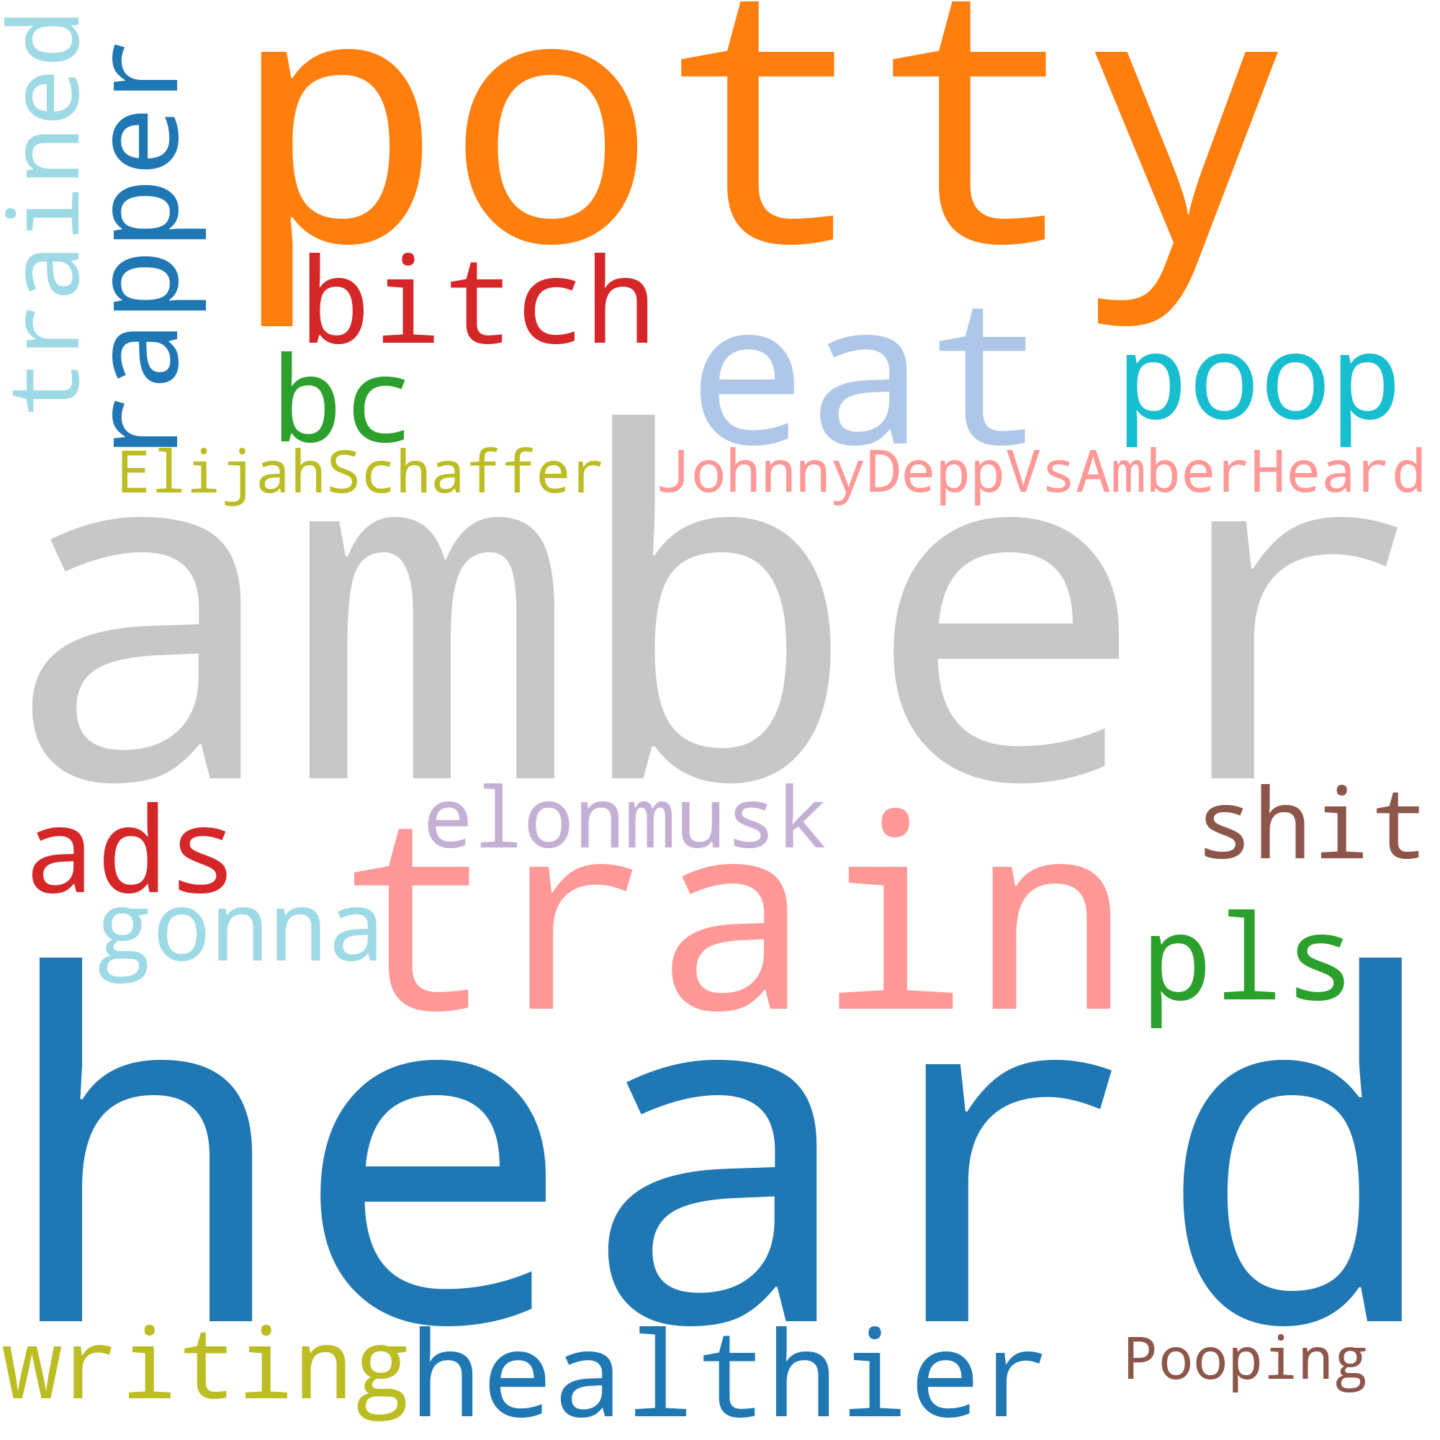 trained
rapper
potty
bitch
eat
poop
bc
ElijahSchaffer
JohnnyDeppVsAmberHeard
amber
ads
elonmusk
shit
train
gonna
pls
heard
writing
healthier
Pooping